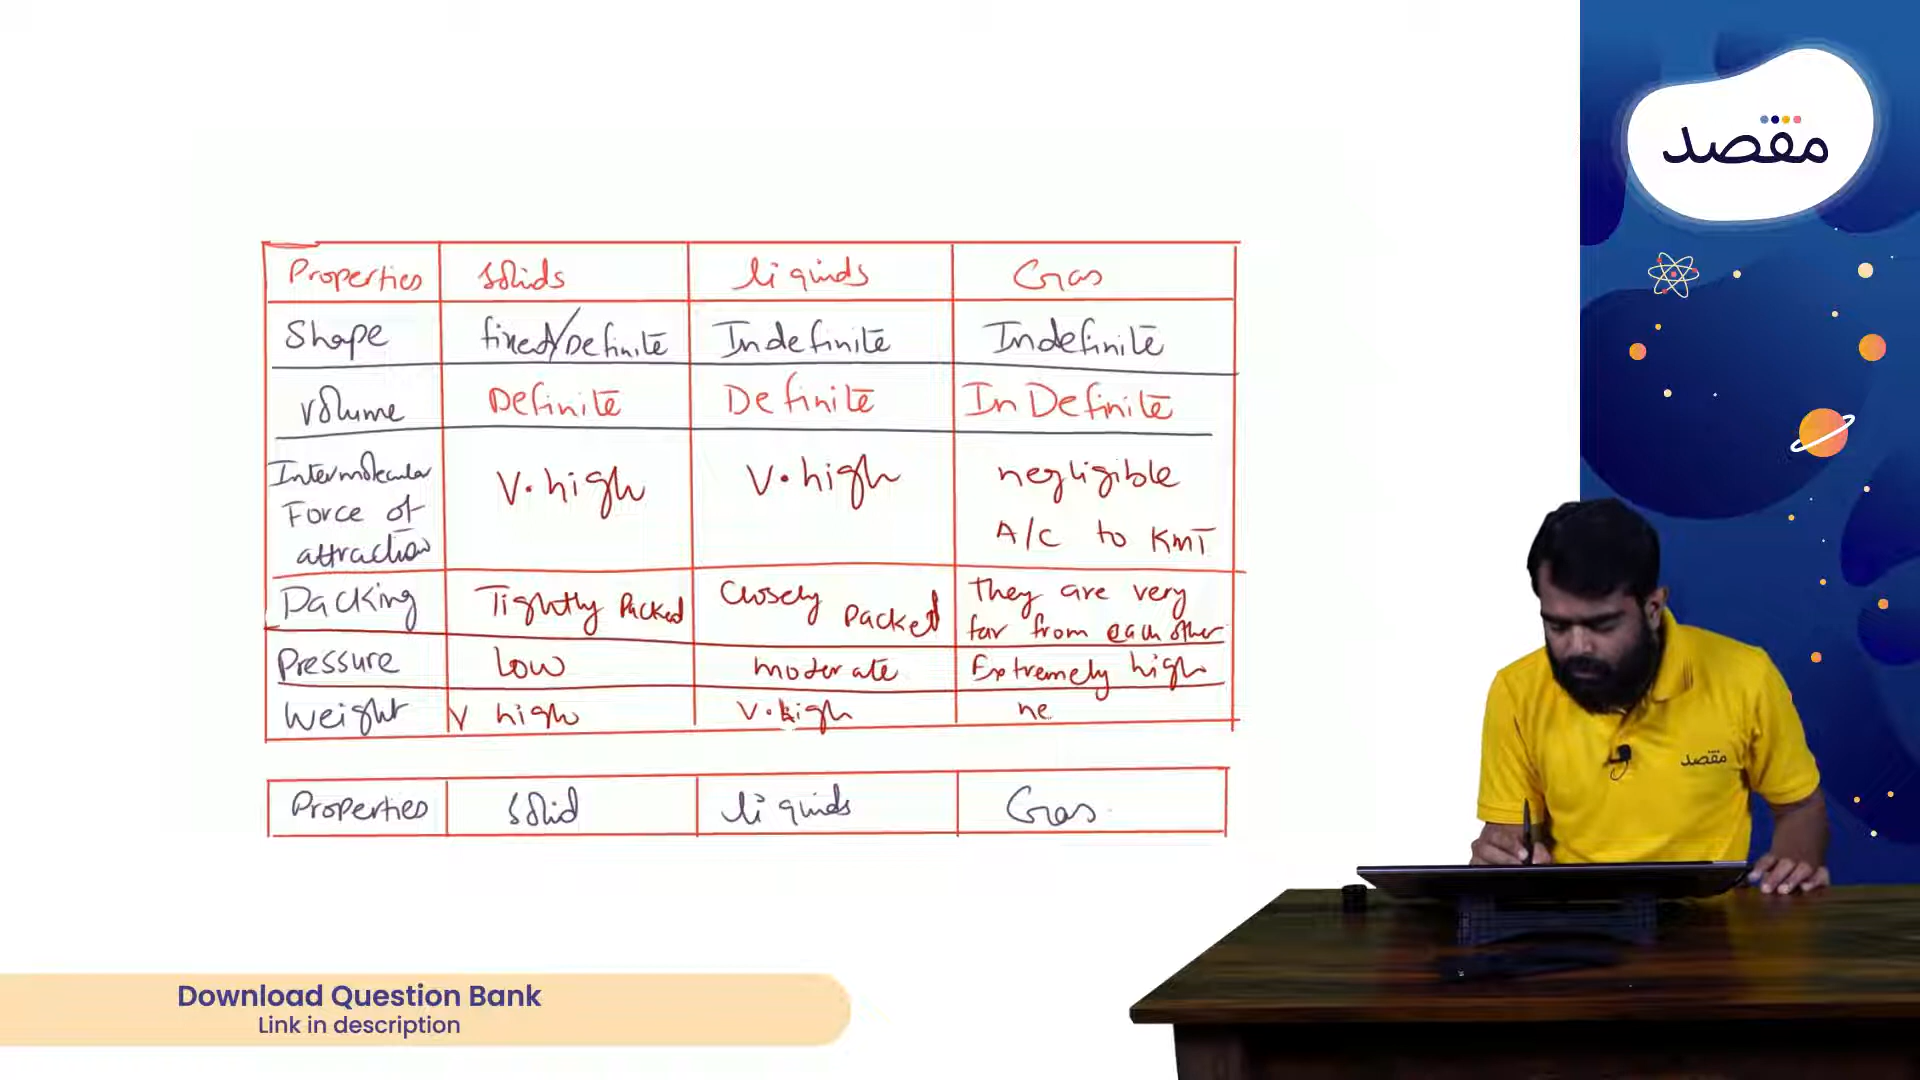 مقصد
Properties solids liquids Gas
Shape fixed/Definite Indefinite Indefinite
volume Definite Definite InDefinite
Intermolecular Force of attraction V.high V.high negligible A/C to KMT
Packing Tightly Packed Closely Packed They are very far from each other
Pressure Low moderate Extremely high
Weight V high V.high ne
Properties Solid liquids Gas
مقصد
Download Question Bank
Link in description